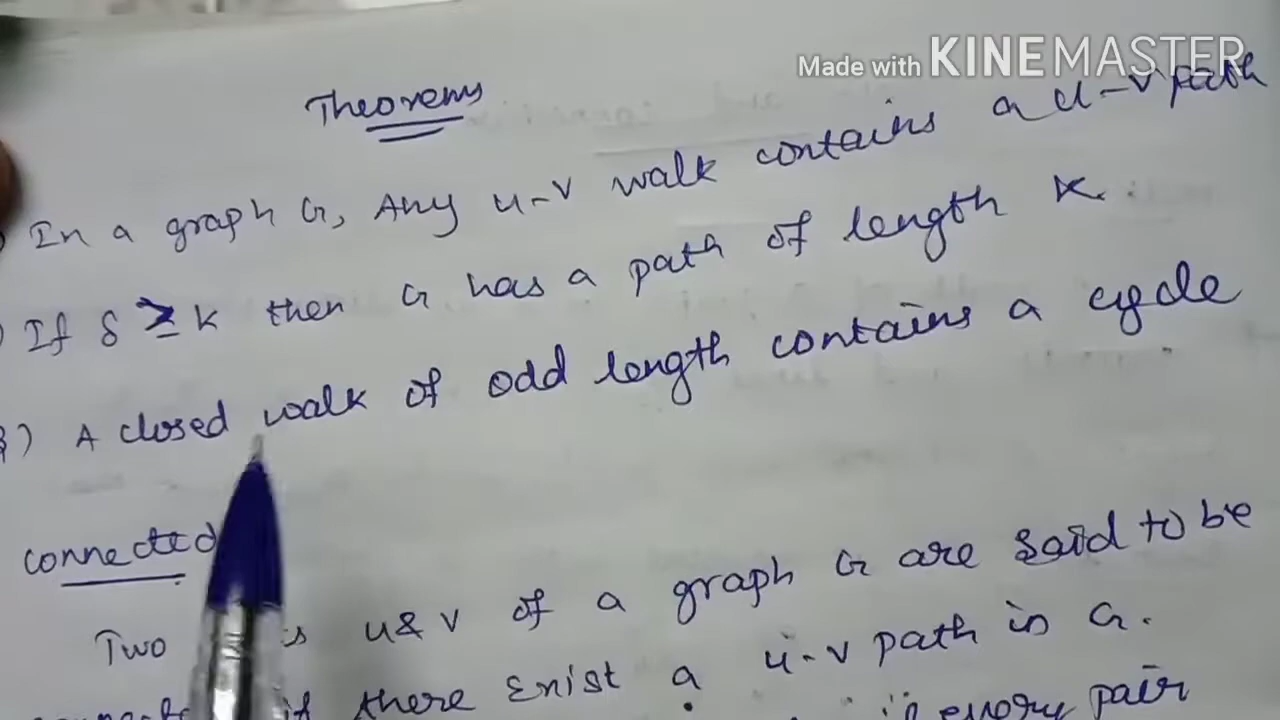 Made with KINEMASTER
Theorems
In a graph G, Any u-v walk contains a u-v path
) If δ ≥ k then G has a path of length k.
3) A closed walk of odd length contains a cycle
connected
Two u & v of a graph G are said to be
if there Exist a u-v path in G.
every pair